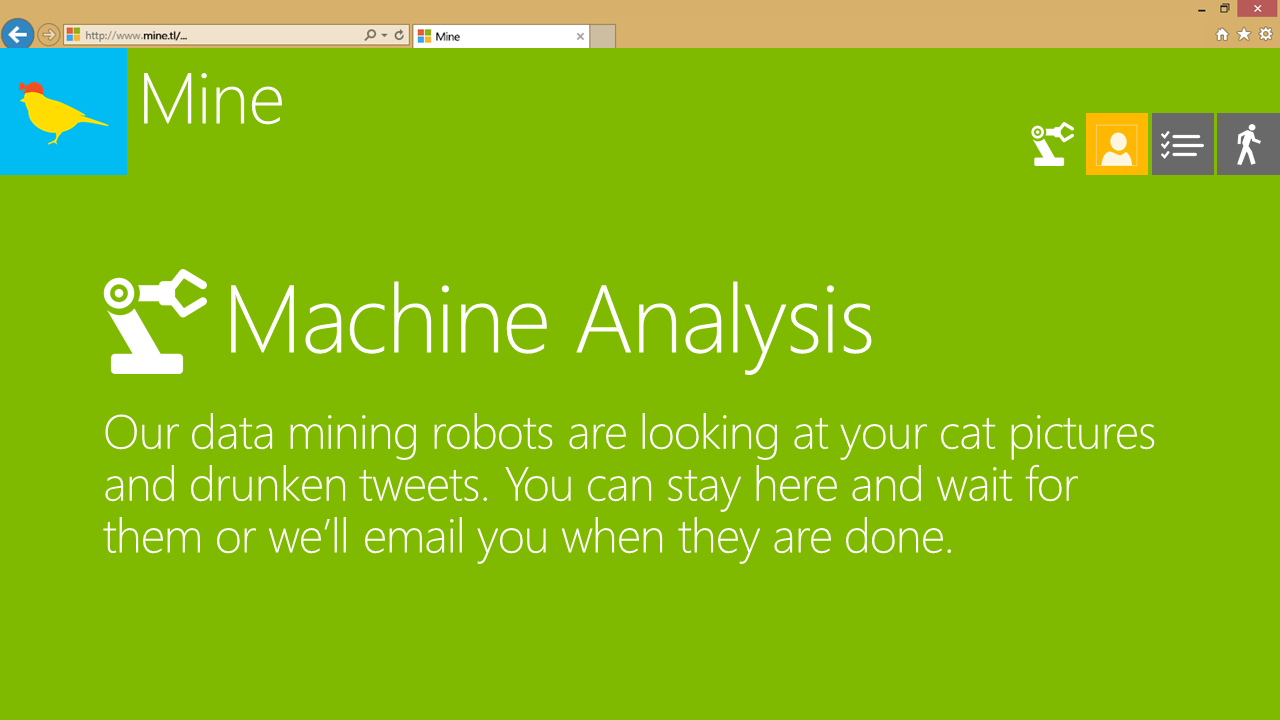 http://www.mine.tl/...
Mine
Mine
Machine Analysis
Our data mining robots are looking at your cat pictures
and drunken tweets. You can stay here and wait for
them or we’ll email you when they are done.